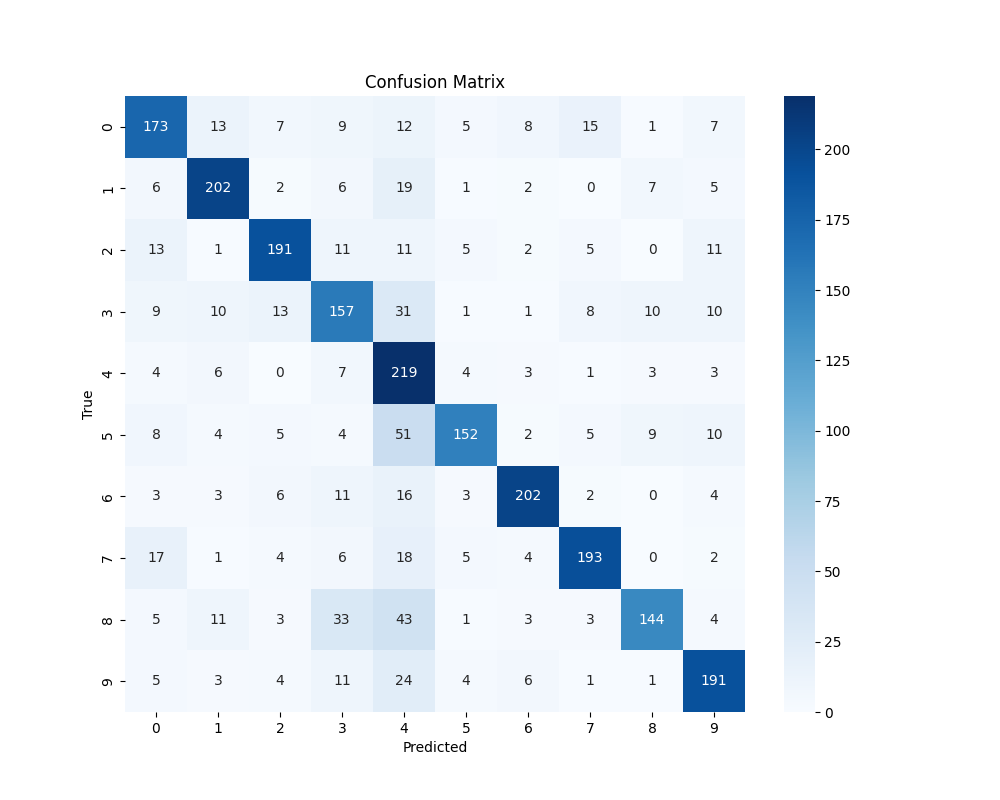 Confusion Matrix
0 173 13 7 9 12 5 8 15 1 7
1 6 202 2 6 19 1 2 0 7 5
2 13 1 191 11 11 5 2 5 0 11
3 9 10 13 157 31 1 1 8 10 10
4 4 6 0 7 219 4 3 1 3 3
5 8 4 5 4 51 152 2 5 9 10
6 3 3 6 11 16 3 202 2 0 4
7 17 1 4 6 18 5 4 193 0 2
8 5 11 3 33 43 1 3 3 144 4
9 5 3 4 11 24 4 6 1 1 191
0 1 2 3 4 5 6 7 8 9
Predicted
True
200
175
150
125
100
75
50
25
0